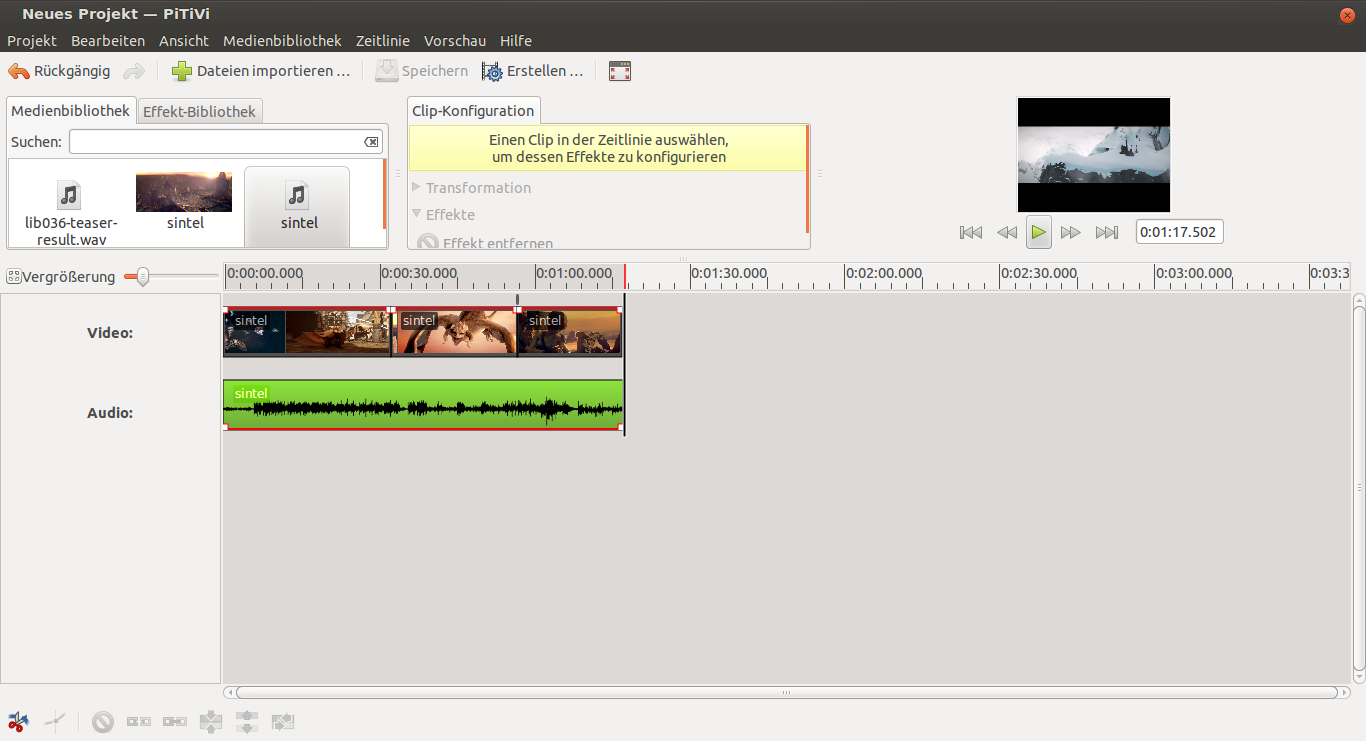 Neues Projekt — PiTiVi
Projekt Bearbeiten Ansicht Medienbibliothek Zeitlinie Vorschau Hilfe
Rückgängig Dateien importieren ... Speichern Erstellen ...
Medienbibliothek Effekt-Bibliothek
Suchen:
lib036-teaser-
result.wav
sintel
sintel
Clip-Konfiguration
Einen Clip in der Zeitlinie auswählen,
um dessen Effekte zu konfigurieren
Transformation
Effekte
Effekt entfernen
0:01:17.502
Vergrößerung
0:00:00.000 0:00:30.000 0:01:00.000 0:01:30.000 0:02:00.000 0:02:30.000 0:03:00.000 0:03:3
Video:
sintel sintel sintel
Audio:
sintel